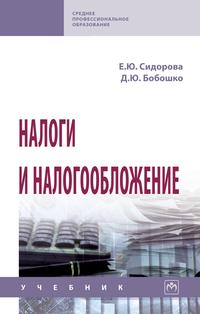 СРЕДНЕЕ
ПРОФЕССИОНАЛЬНОЕ
ОБРАЗОВАНИЕ
Е.Ю. Сидорова
Д.Ю. Бобошко
НАЛОГИ
И НАЛОГООБЛОЖЕНИЕ
УЧЕБНИК